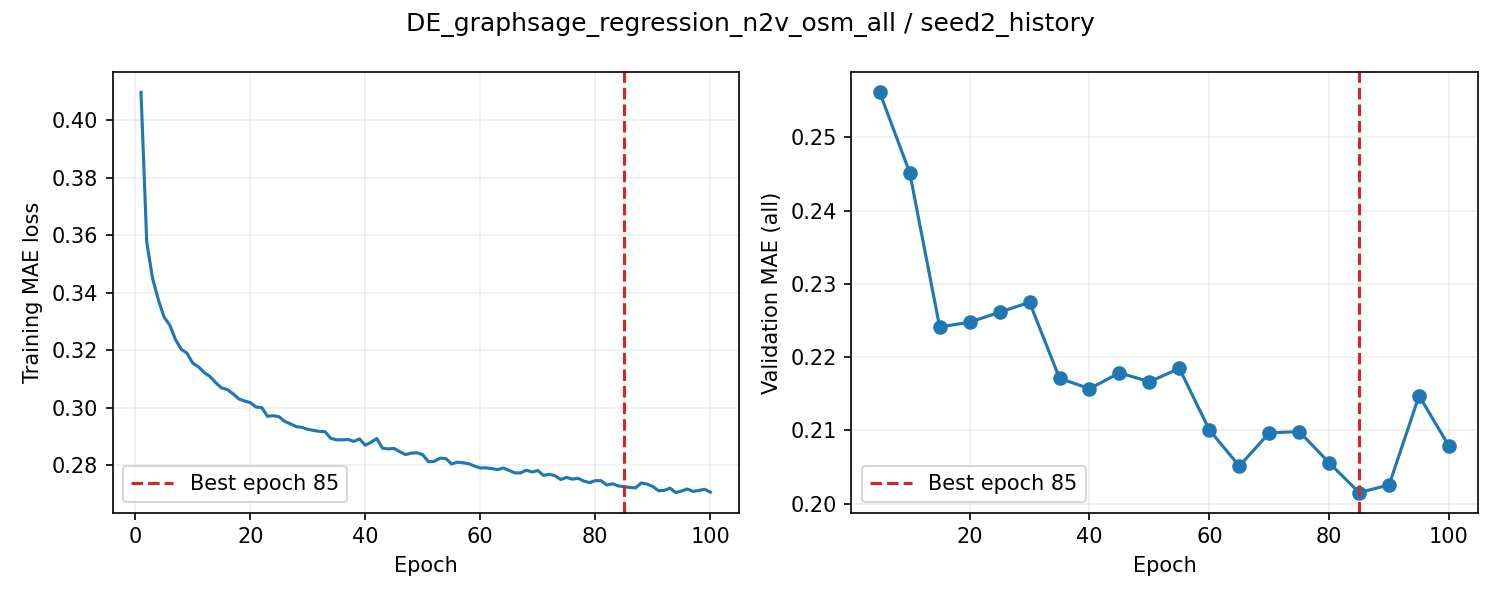 DE_graphsage_regression_n2v_osm_all / seed2_history
Training MAE loss
0.40
0.38
0.36
0.34
0.32
0.30
0.28
Best epoch 85
0 20 40 60 80 100
Epoch
Validation MAE (all)
0.25
0.24
0.23
0.22
0.21
0.20
Best epoch 85
20 40 60 80 100
Epoch